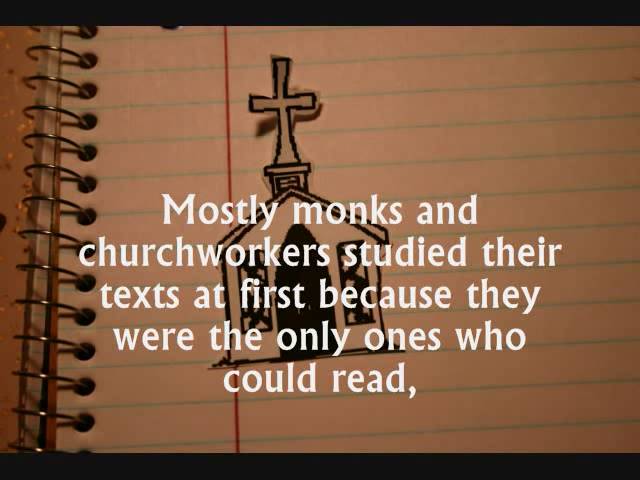 Mostly monks and
churchworkers studied their
texts at first because they
were the only ones who
could read,